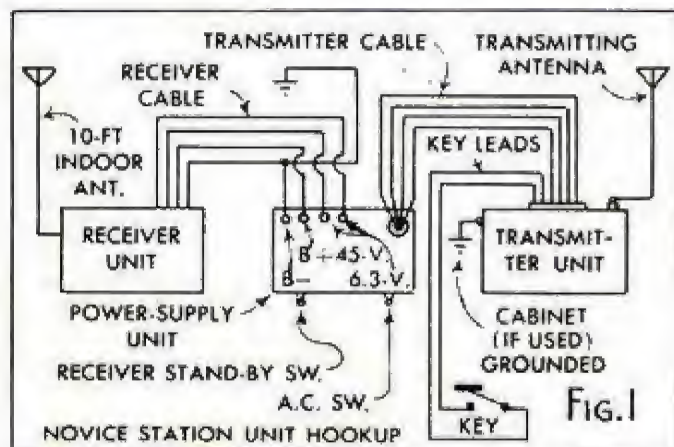 TRANSMITTER CABLE
TRANSMITTING
ANTENNA
RECEIVER
CABLE
10-FT
INDOOR
ANT.
KEY LEADS
RECEIVER
UNIT
B+45-V.
B-
6.3-V.
TRANSMIT-
TER UNIT
POWER-SUPPLY
UNIT
CABINET
(IF USED)
GROUNDED
RECEIVER STAND-BY SW.
A.C. SW.
KEY
FIG.1
NOVICE STATION UNIT HOOKUP